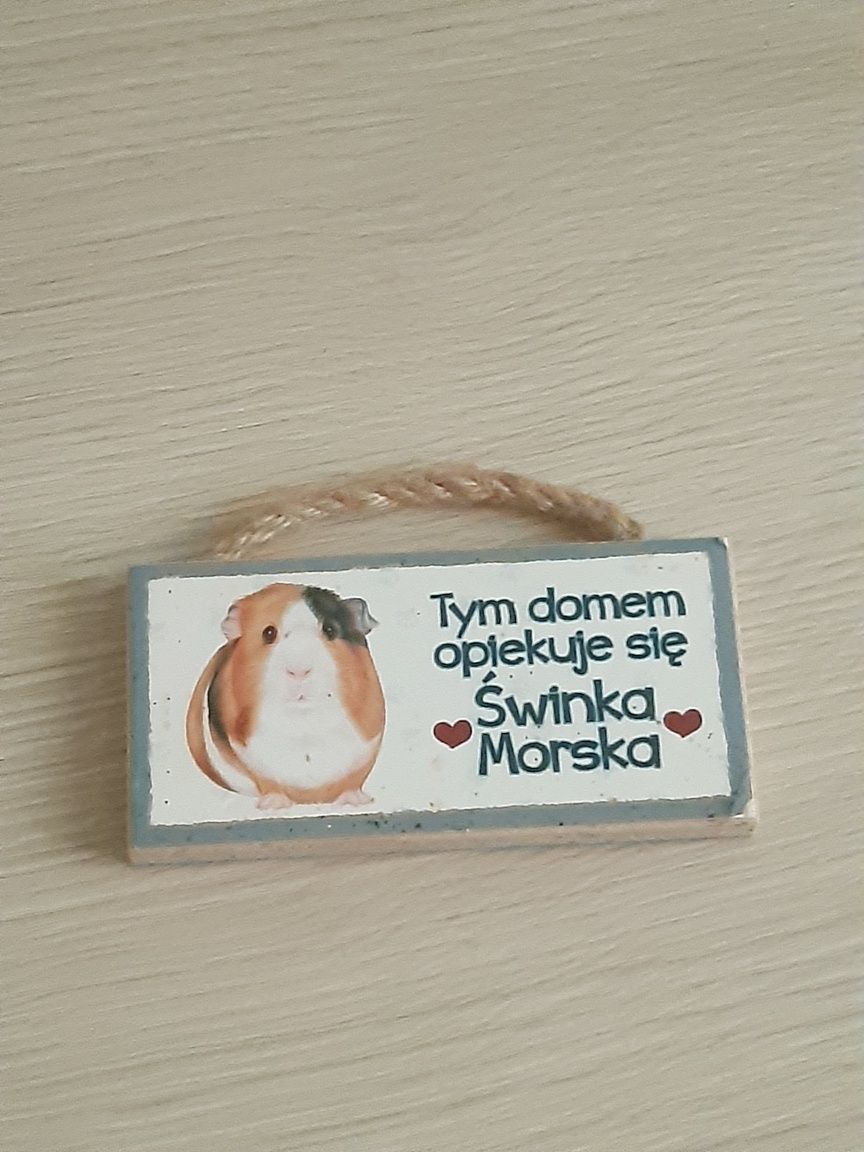 Tym domem
opiekuje się
Świnka
Morska